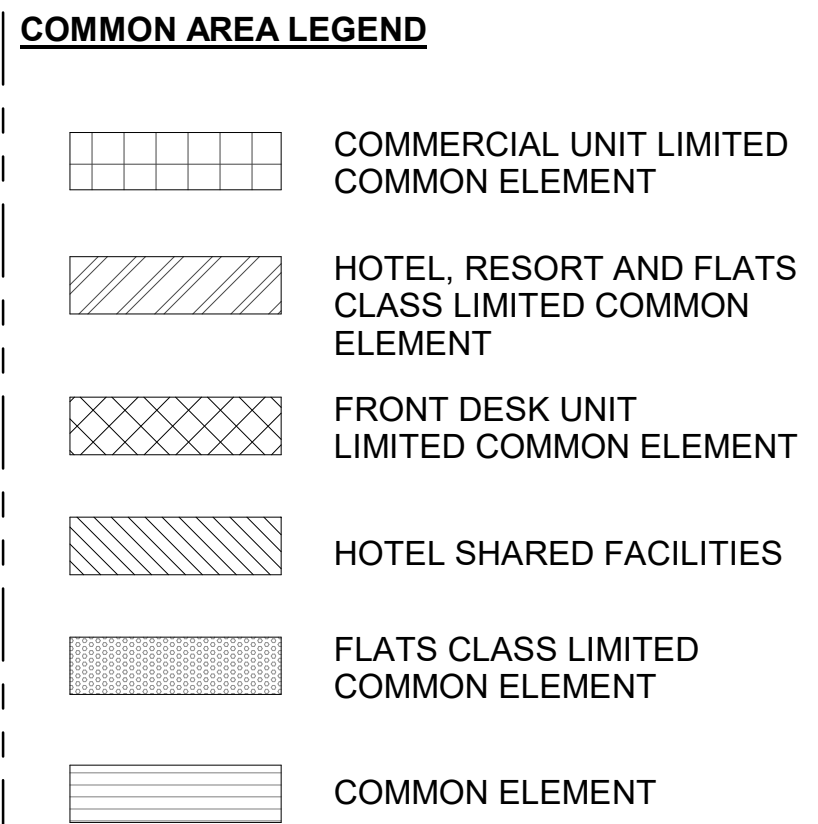 COMMON AREA LEGEND
COMMERCIAL UNIT LIMITED
COMMON ELEMENT
HOTEL, RESORT AND FLATS
CLASS LIMITED COMMON
ELEMENT
FRONT DESK UNIT
LIMITED COMMON ELEMENT
HOTEL SHARED FACILITIES
FLATS CLASS LIMITED
COMMON ELEMENT
COMMON ELEMENT